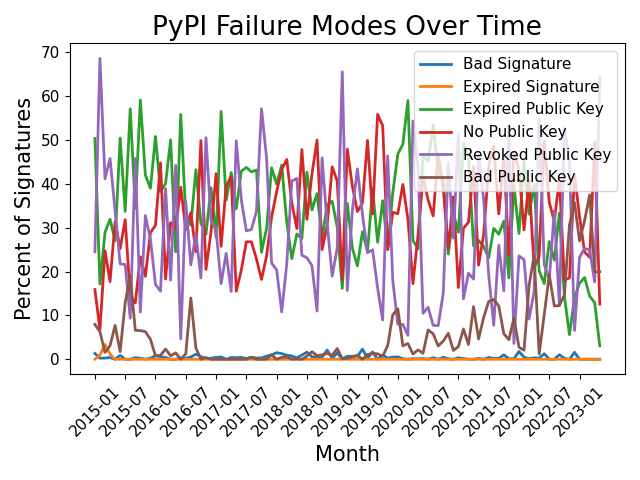 PyPI Failure Modes Over Time
Percent of Signatures
70
60
50
40
30
20
10
0
Bad Signature
Expired Signature
Expired Public Key
No Public Key
Revoked Public Key
Bad Public Key
2015-01
2015-07
2016-01
2016-07
2017-01
2017-07
2018-01
2018-07
2019-01
2019-07
2020-01
2020-07
2021-01
2021-07
2022-01
2022-07
2023-01
Month